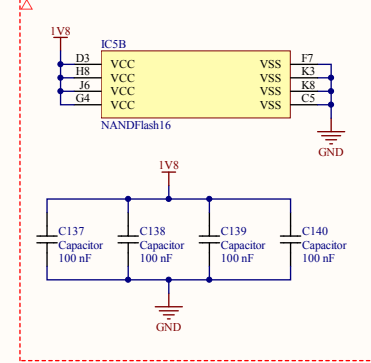 1V8
IC5B
D3 VCC VSS F7
H8 VCC VSS K3
J6 VCC VSS K8
G4 VCC VSS C5
NANDFlash16
GND
1V8
C137 C138 C139 C140
Capacitor Capacitor Capacitor Capacitor
100 nF 100 nF 100 nF 100 nF
GND